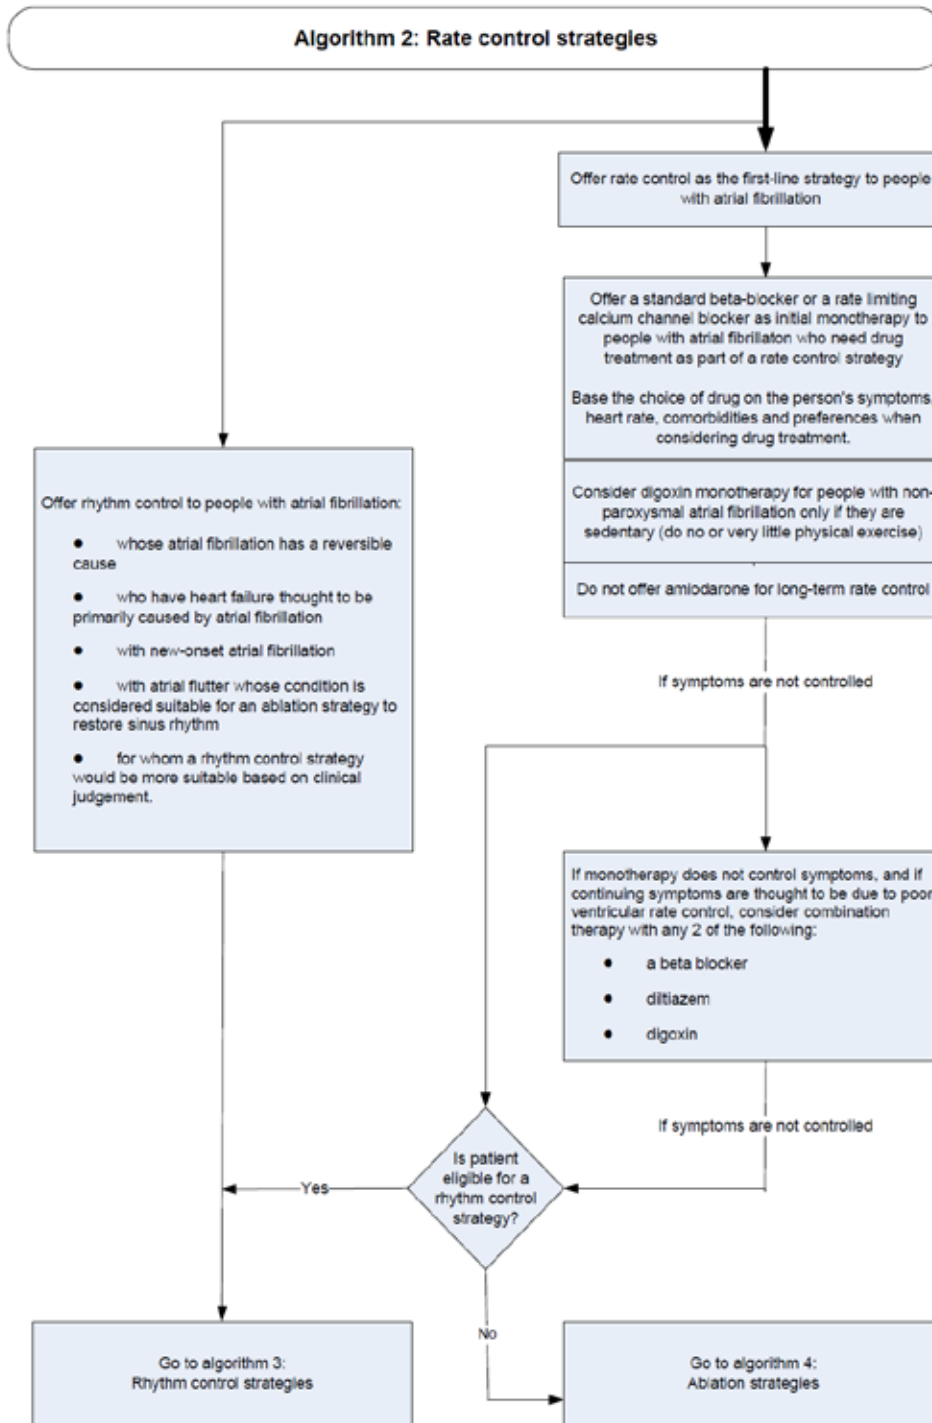 Algorithm 2: Rate control strategies
Offer rate control as the first-line strategy to people
with atrial fibrillation
Offer a standard beta-blocker or a rate limiting
calcium channel blocker as initial monotherapy to
people with atrial fibrillaton who need drug
treatment as part of a rate control strategy
Base the choice of drug on the person's symptoms,
heart rate, comorbidities and preferences when
considering drug treatment.
Consider digoxin monotherapy for people with non-
paroxysmal atrial fibrillation only if they are
sedentary (do no or very little physical exercise)
Do not offer amiodarone for long-term rate control
Offer rhythm control to people with atrial fibrillation:
● whose atrial fibrillation has a reversible
cause
● who have heart failure thought to be
primarily caused by atrial fibrillation
● with new-onset atrial fibrillation
● with atrial flutter whose condition is
considered suitable for an ablation strategy to
restore sinus rhythm
● for whom a rhythm control strategy
would be more suitable based on clinical
judgement.
If symptoms are not controlled
If monotherapy does not control symptoms, and if
continuing symptoms are thought to be due to poor
ventricular rate control, consider combination
therapy with any 2 of the following:
● a beta blocker
● diltiazem
● digoxin
If symptoms are not controlled
Is patient
eligible for a
rhythm control
strategy?
Yes
No
Go to algorithm 3:
Rhythm control strategies
Go to algorithm 4:
Ablation strategies